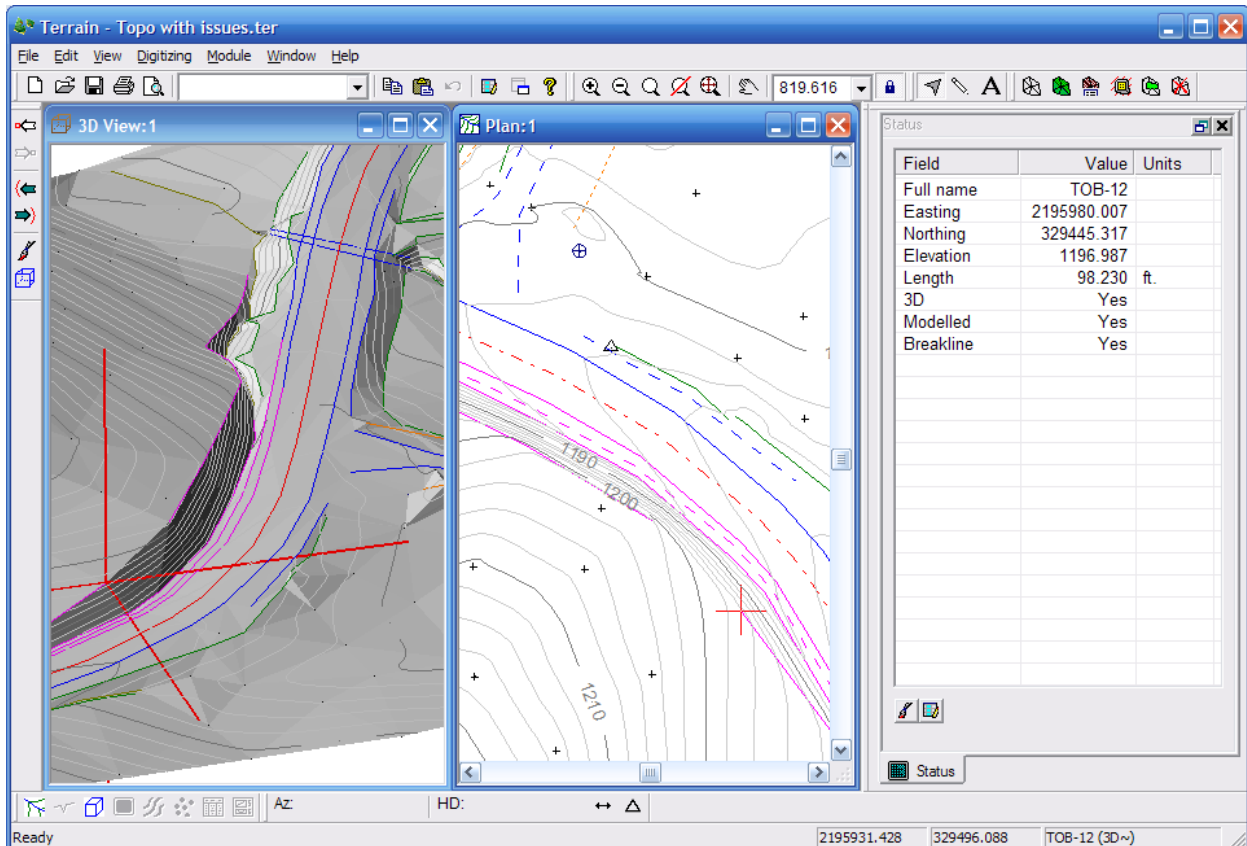 Terrain - Topo with issues.ter
File Edit View Digitizing Module Window Help
819.616
3D View:1
Plan:1
Status
Field Value Units
Full name TOB-12
Easting 2195980.007
Northing 329445.317
Elevation 1196.987
Length 98.230 ft.
3D Yes
Modelled Yes
Breakline Yes
1190
1200
1210
Status
Az: HD:
Ready 2195931.428 329496.088 TOB-12 (3D~)